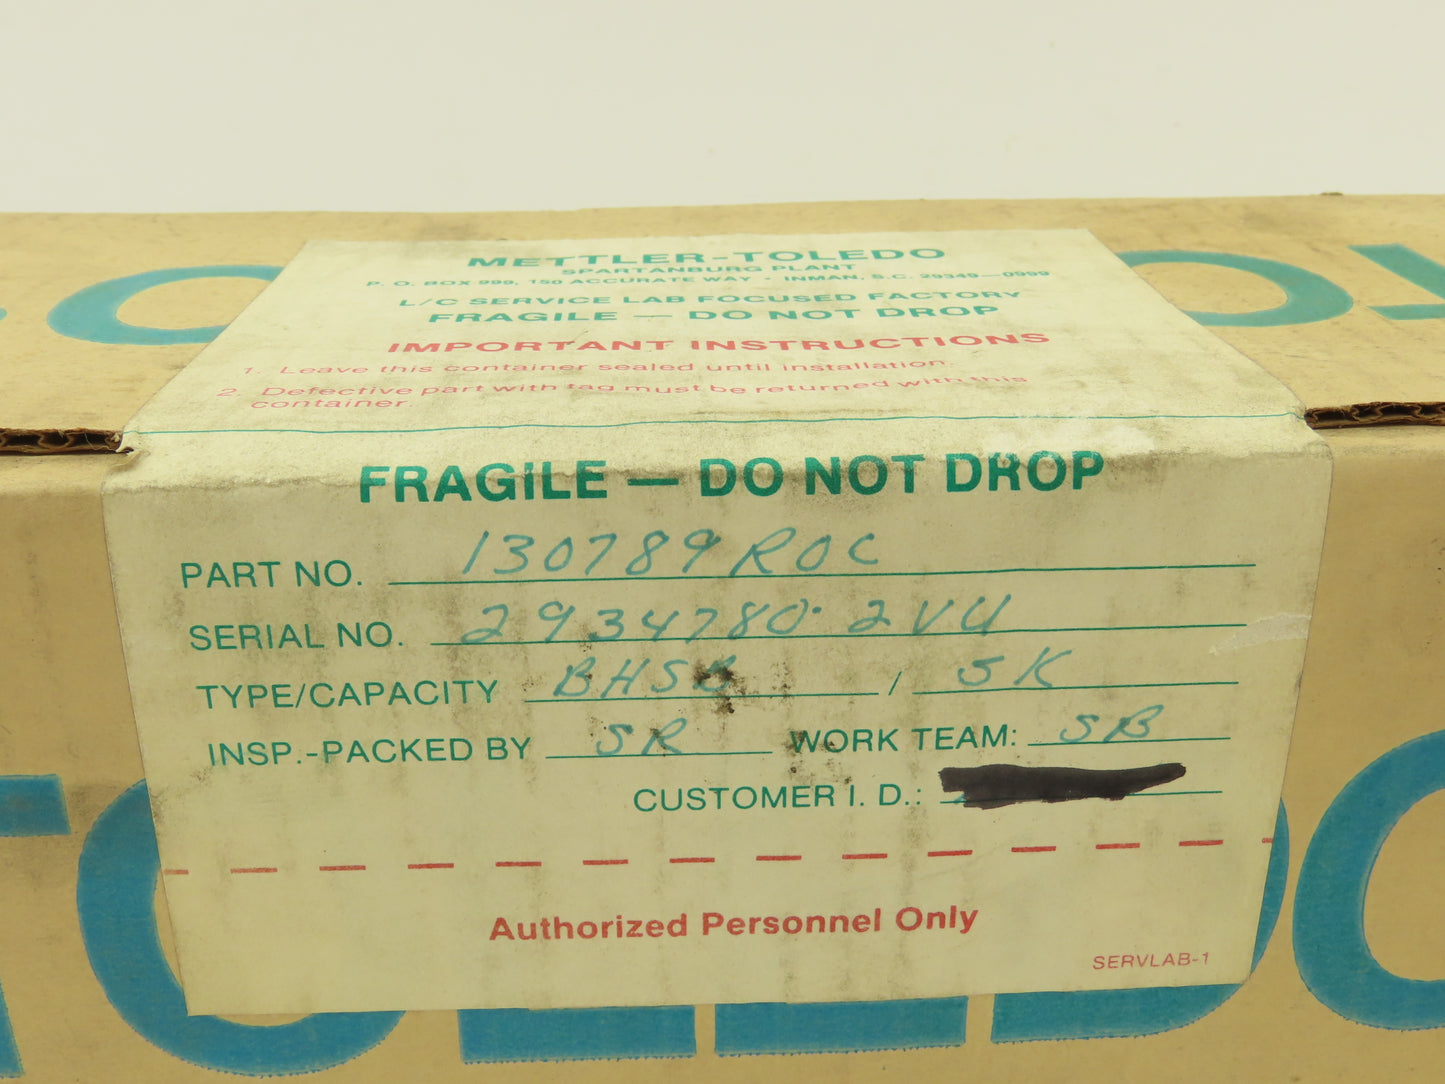 METTLER-TOLEDO
SPARTANBURG PLANT
P. O. BOX 999, 150 ACCURATE WAY - INMAN, S.C. 29349—0999
L/C SERVICE LAB FOCUSED FACTORY
FRAGILE — DO NOT DROP
IMPORTANT INSTRUCTIONS
1. Leave this container sealed until installation.
2. Defective part with tag must be returned with this
container.
FRAGILE — DO NOT DROP
PART NO. 130789ROC
SERIAL NO. 2934780-2VU
TYPE/CAPACITY BHSB / 5K
INSP.-PACKED BY SR WORK TEAM: SB
CUSTOMER I. D.:
Authorized Personnel Only
SERVLAB-1
TOLEDO